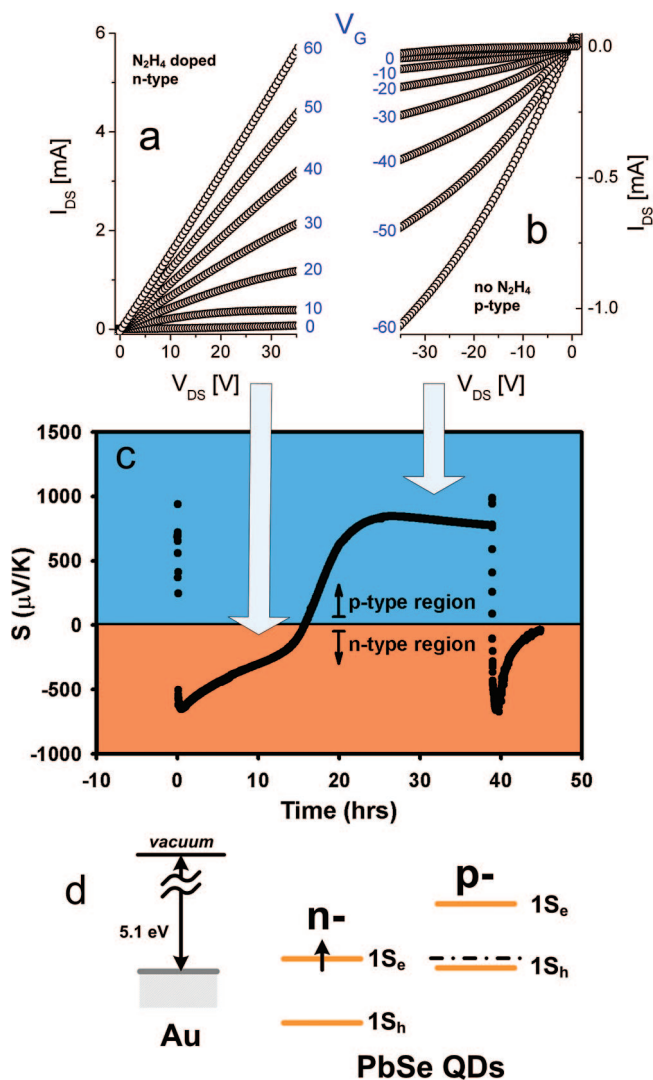 V_G
a
N₂H₄ doped
n-type
I_DS [mA]
6
4
2
0
60
50
40
30
20
10
0
0 10 20 30
V_DS [V]
b
no N₂H₄
p-type
0
-10
-20
-30
-40
-50
-60
0.0
-0.5
-1.0
I_DS [mA]
-30 -20 -10 0
V_DS [V]
c
1500
1000
500
0
-500
-1000
S (μV/K)
p-type region
n-type region
-10 0 10 20 30 40 50
Time (hrs)
d
vacuum
5.1 eV
Au
n-
1S_e
1S_h
p-
1S_e
1S_h
PbSe QDs